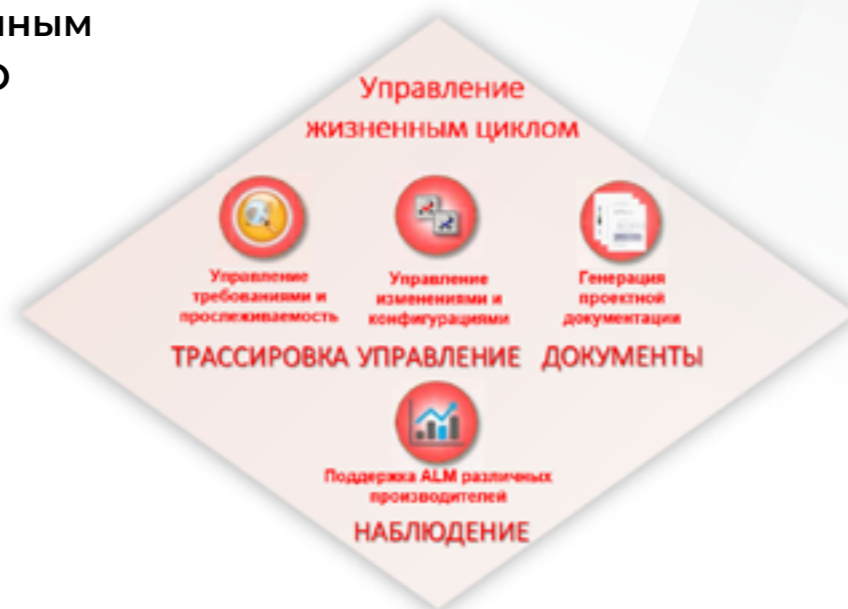 Управление
жизненным циклом
Управление
требованиями и
прослеживаемость
Управление
изменениями и
конфигурациями
Генерация
проектной
документации
ТРАССИРОВКА УПРАВЛЕНИЕ ДОКУМЕНТЫ
Поддержка ALM различных
производителей
НАБЛЮДЕНИЕ